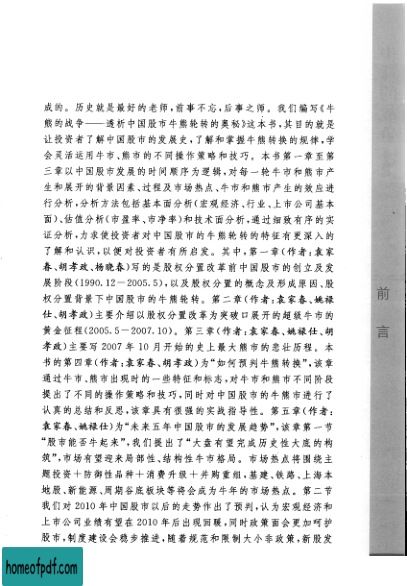 成的。历史就是最好的老师，前事不忘，后事之师。我们编写《牛
熊的战争——透析中国股市牛熊轮转的奥秘》这本书，其目的就是
让投资者了解中国股市的发展史，了解和掌握牛熊转换的规律，学
会灵活运用牛市、熊市的不同操作策略和技巧。本书第一章至第
三章以中国股市发展的时间顺序为逻辑，对每一轮牛市和熊市产
生和展开的背景因素、过程及市场热点、牛市和熊市产生的效应进
行分析，分析方法包括基本面分析(宏观经济、行业、上市公司基本
面)、估值分析(市盈率、市净率)和技术面分析，通过细致有序的实
证分析，力求使投资者对中国股市的牛熊轮转的特征有更深入的
了解和认识，以便对投资者有所启发。其中，第一章(作者:袁家
春、胡孝政、杨晓春)写的是股权分置改革前中国股市的创立及发
展阶段(1990.12－2005.5)，以及股权分置的概念及形成原因、股
权分置背景下中国股市的牛熊轮转。第二章(作者:袁家春、姚禄
仕、胡孝政)主要介绍以股权分置改革为突破口展开的超级牛市的
黄金征程(2005.5－2007.10)。第三章(作者:袁家春、姚禄仕、胡
孝政)主要写2007年10月开始的史上最大熊市的悲壮历程。本
书的第四章(作者:袁家春、胡孝政)为“如何预判牛熊转换”，该章
通过牛市、熊市出现时的一些特征和标志，对牛市和熊市不同阶段
提出了不同的操作策略和技巧，同时对中国股市的牛熊市进行了
认真的总结和反思，该章具有很强的实战指导性。第五章(作者:
袁家春、姚禄仕)为“未来五年中国股市的发展趋势”，该章第一节
“股市能否牛起来”，我们提出了“大盘有望完成历史性大底的构
筑”，市场有望迎来局部性、结构性牛市格局。市场热点将围绕主
题投资＋防御性品种＋消费升级＋并购重组，基建、铁路、上海本
地股、新能源、周期谷底板块等将会成为牛年的市场热点。第二节
我们对2010年中国股市以后的走势作出了预判，认为宏观经济和
上市公司业绩有望在2010年后出现回暖，同时政策面会更加呵护
股市，制度建设会稳步推进，随着规范和限制大小非政策，新股发
前
言
homeofpdf.com